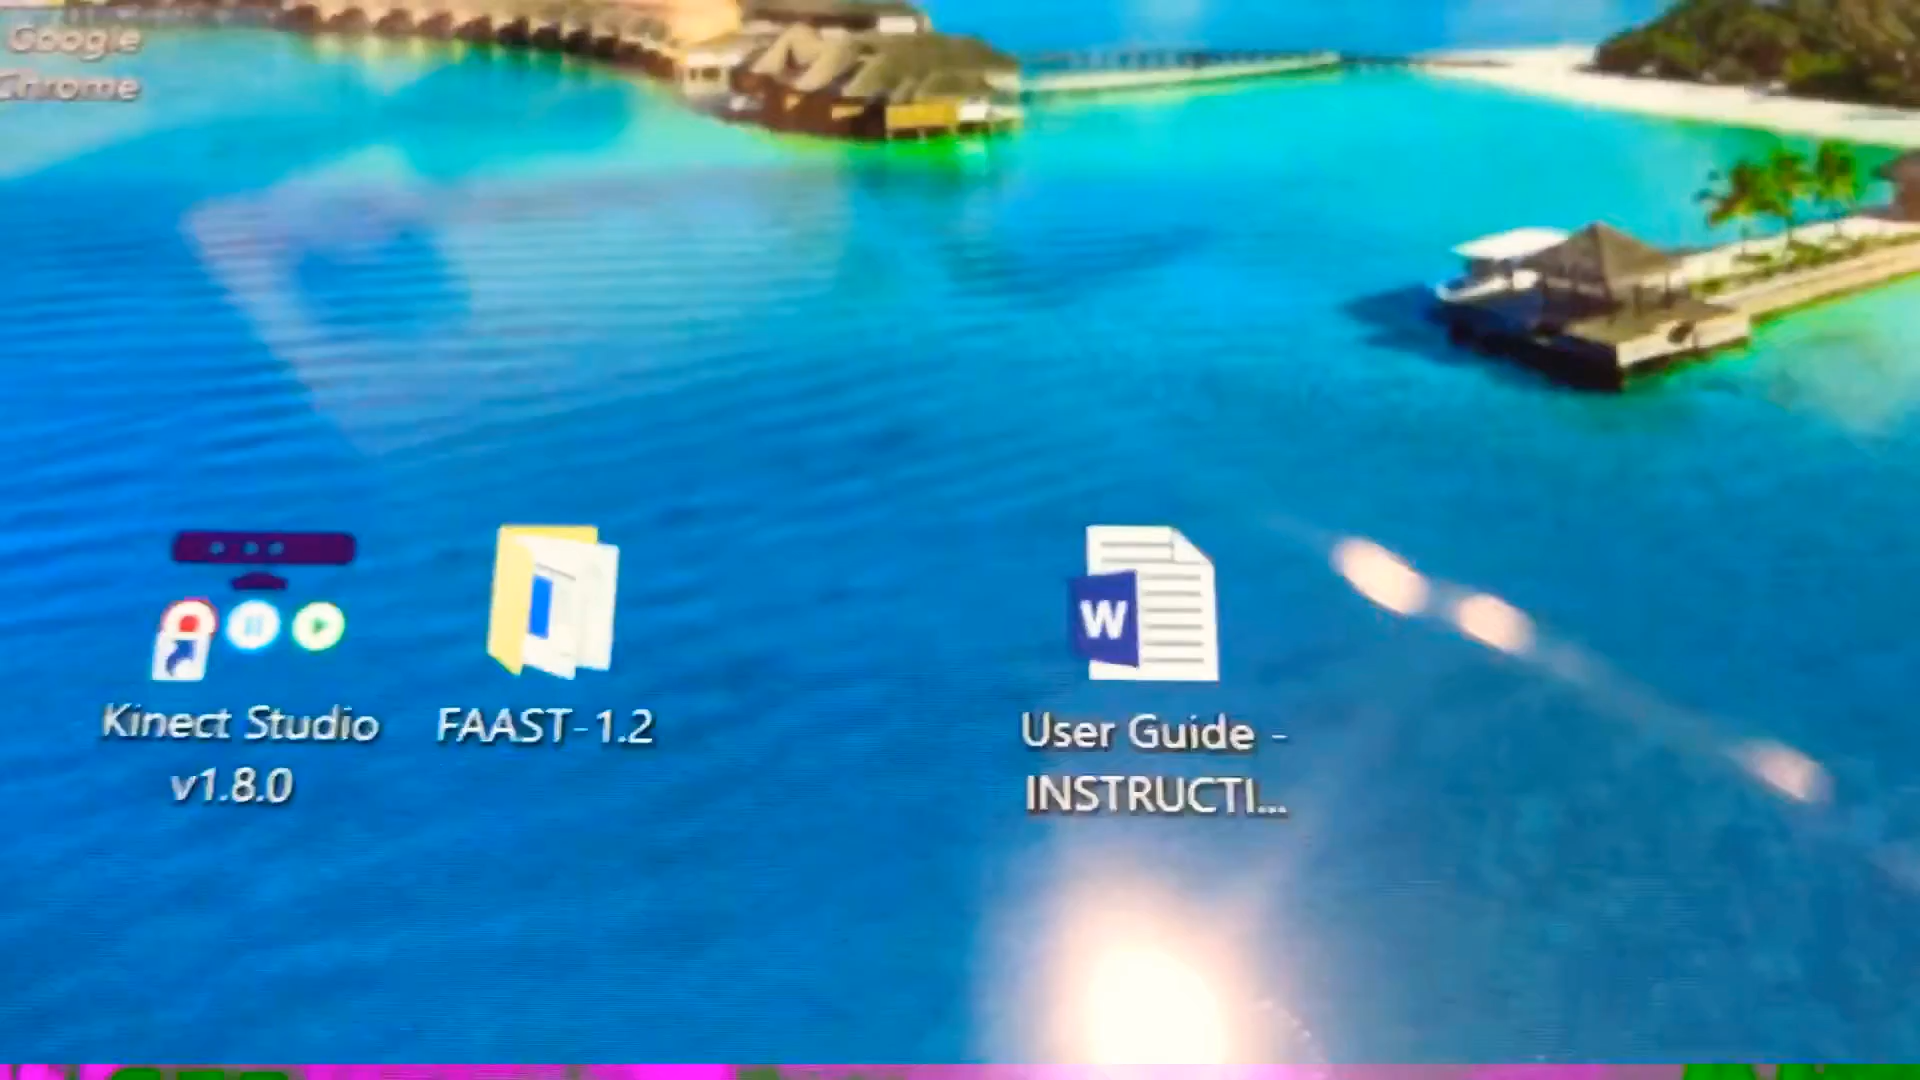 Google
Chrome
Kinect Studio
v1.8.0
FAAST-1.2
W
User Guide -
INSTRUCTI...